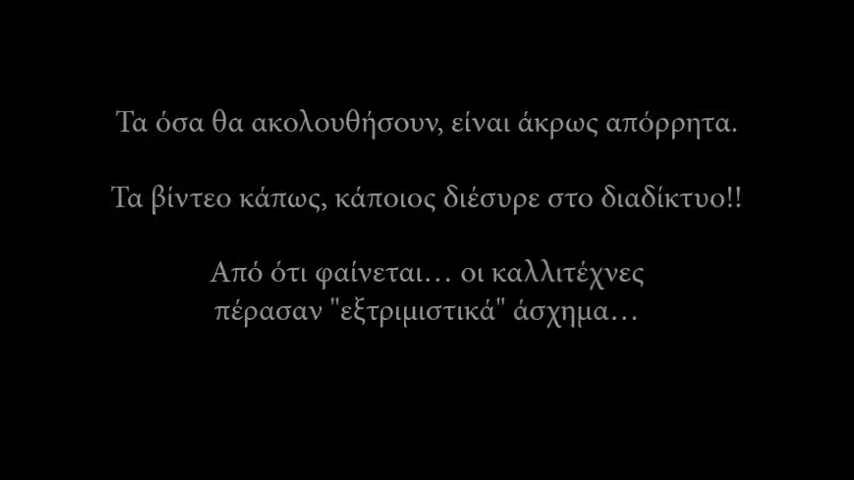 Τα όσα θα ακολουθήσουν, είναι άκρως απόρρητα.
Τα βίντεο κάπως, κάποιος διέσυρε στο διαδίκτυο!!
Από ότι φαίνεται… οι καλλιτέχνες
πέρασαν "εξτριμιστικά" άσχημα…